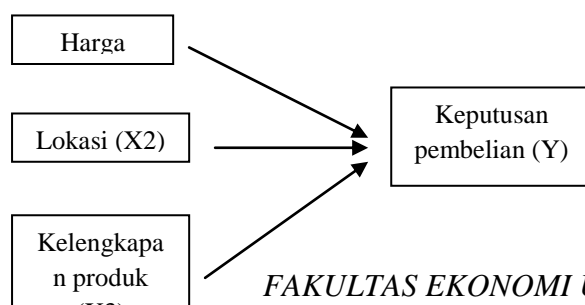 Harga
Lokasi (X2)
Keputusan
pembelian (Y)
Kelengkapa
n produk
FAKULTAS EKONOMI